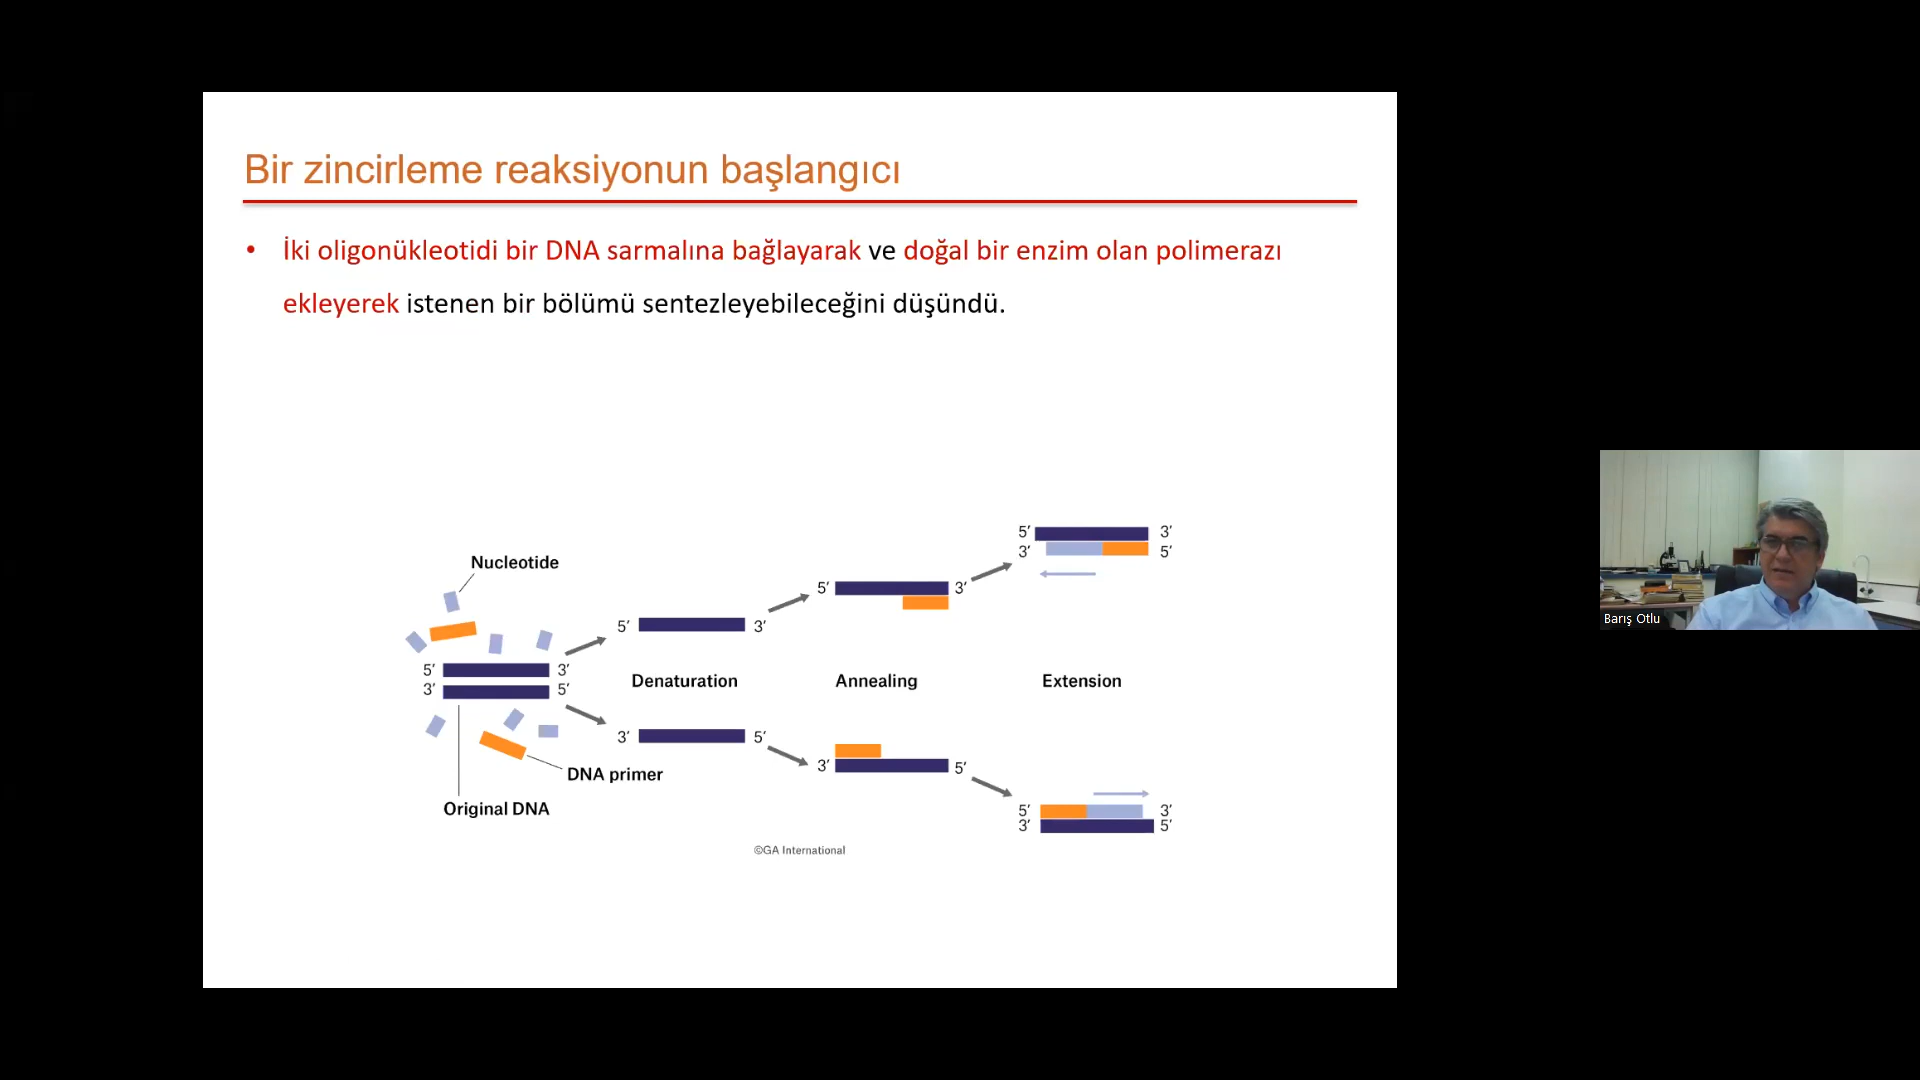 Bir zincirleme reaksiyonun başlangıcı
• İki oligonükleotidi bir DNA sarmalına bağlayarak ve doğal bir enzim olan polimerazı
ekleyerek istenen bir bölümü sentezleyebileceğini düşündü.
Nucleotide
5’ 3’
3’ 5’
DNA primer
Original DNA
5’ 3’
Denaturation
3’ 5’
5’ 3’
Annealing
3’ 5’
5’ 3’
3’ 5’
Extension
5’ 3’
3’ 5’
©GA International
Barış Otlu